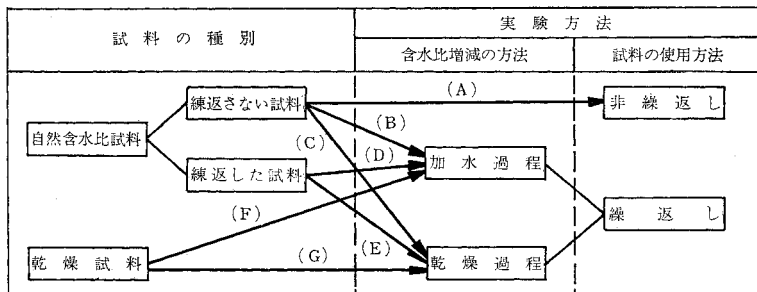 試料の種別
実験方法
含水比増減の方法
試料の使用方法
練返さない試料
(A)
非繰返し
(B)
自然含水比試料
(C)
(D)
加水過程
練返した試料
(F)
繰返し
(E)
乾燥試料
(G)
乾燥過程